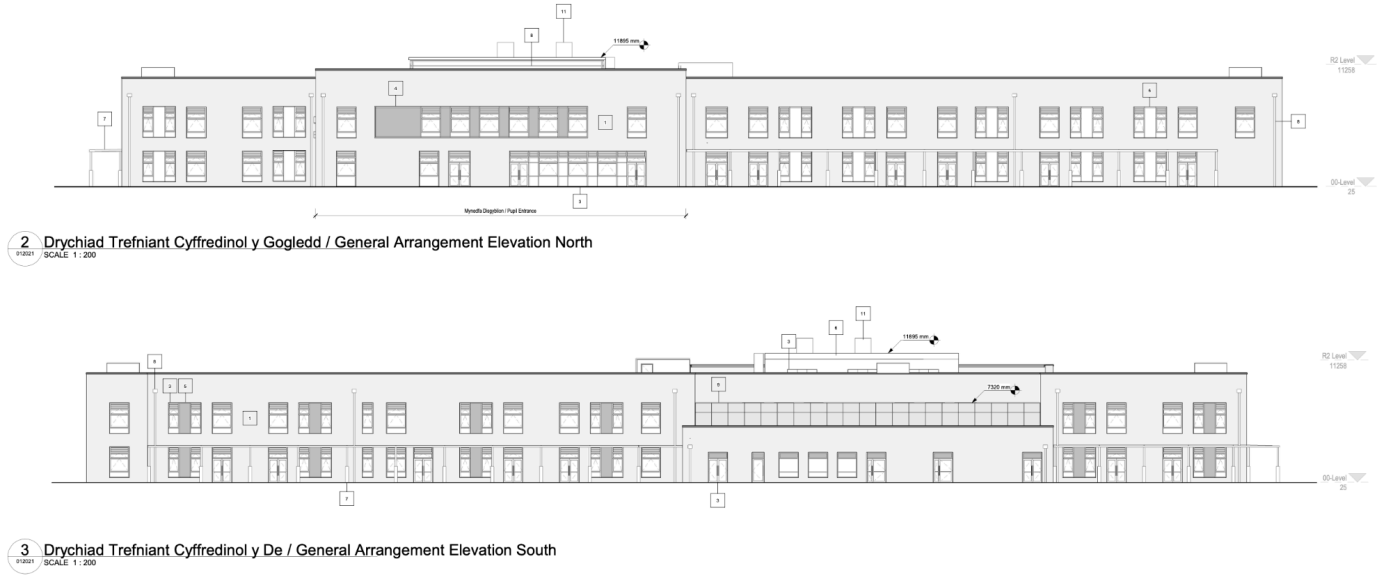 11
8
11895 mm
R2 Level
11258
4
6
7
1
8
00-Level
25
3
Mynedfa Disgyblion / Pupil Entrance
2 Drychiad Trefniant Cyffredinol y Gogledd / General Arrangement Elevation North
012021 SCALE 1 : 200
11
6
2
11895 mm
R2 Level
11258
8
3 5
9
7320 mm
1
00-Level
25
7
3
3 Drychiad Trefniant Cyffredinol y De / General Arrangement Elevation South
012021 SCALE 1 : 200